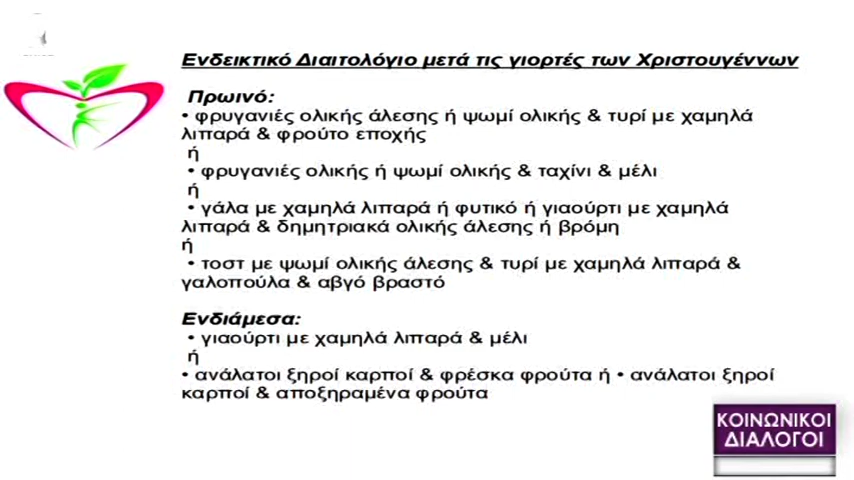 Ενδεικτικό Διαιτολόγιο μετά τις γιορτές των Χριστουγέννων
Πρωινό:
• φρυγανιές ολικής άλεσης ή ψωμί ολικής & τυρί με χαμηλά
λιπαρά & φρούτο εποχής
ή
• φρυγανιές ολικής ή ψωμί ολικής & ταχίνι & μέλι
ή
• γάλα με χαμηλά λιπαρά ή φυτικό ή γιαούρτι με χαμηλά
λιπαρά & δημητριακά ολικής άλεσης ή βρόμη
ή
• τοστ με ψωμί ολικής άλεσης & τυρί με χαμηλά λιπαρά &
γαλοπούλα & αβγό βραστό
Ενδιάμεσα:
• γιαούρτι με χαμηλά λιπαρά & μέλι
ή
• ανάλατοι ξηροί καρποί & φρέσκα φρούτα ή • ανάλατοι ξηροί
καρποί & αποξηραμένα φρούτα
ΚΟΙΝΩΝΙΚΟΙ
ΔΙΑΛΟΓΟΙ